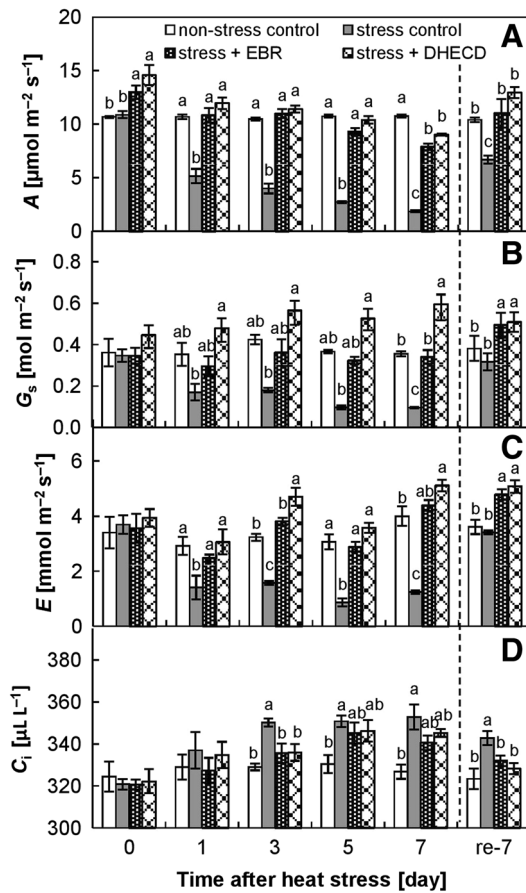 non-stress control
stress control
stress + EBR
stress + DHECD
A
A [µmol m⁻² s⁻¹]
20
15
10
5
0
b b a a
a b a a
a b a a
a b a a
a c b b
b c a b
B
Gs [mol m⁻² s⁻¹]
0.8
0.6
0.4
0.2
0.0
ab b ab a
ab b ab a
ab b b a
b c b a
b b a a
C
E [mmol m⁻² s⁻¹]
6
4
2
0
a b a a
b c b a
a b a a
b c ab a
b b a a
D
Ci [µL L⁻¹]
380
360
340
320
300
b a b b
b a ab ab
b a ab ab
b a b b
0 1 3 5 7 re-7
Time after heat stress [day]